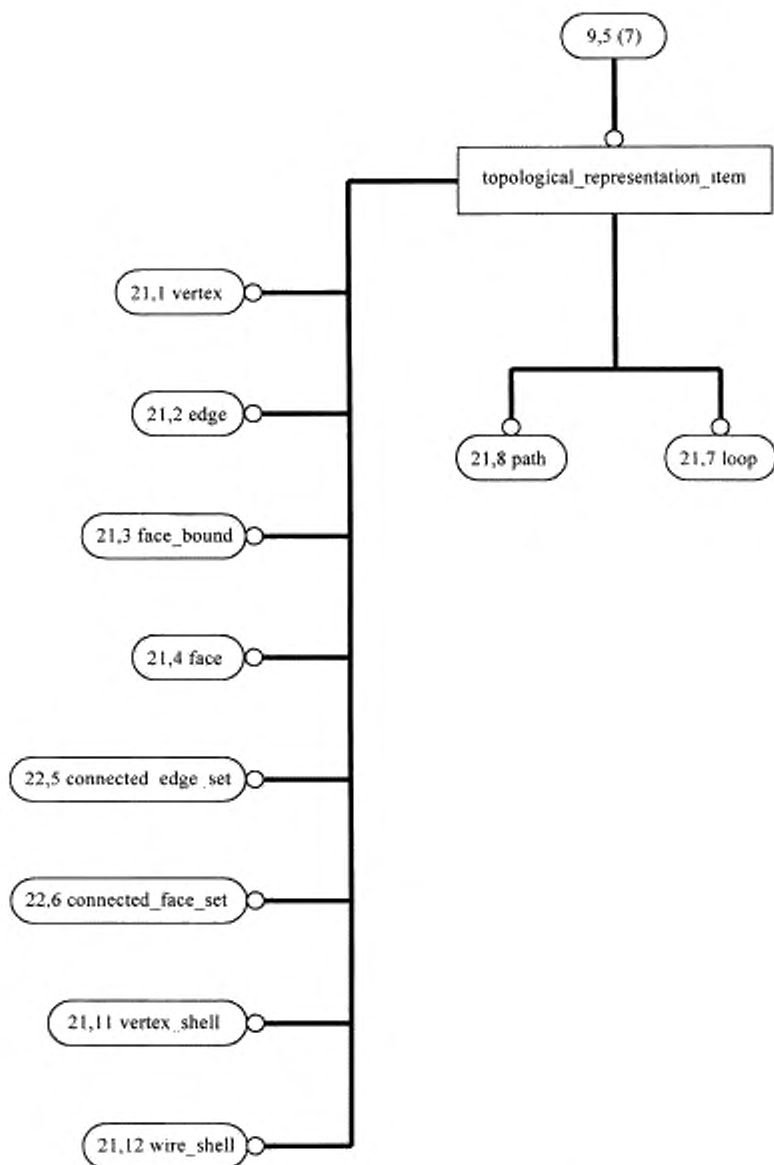 9,5 (7)
topological_representation_item
21,1 vertex
21,2 edge
21,8 path
21,7 loop
21,3 face_bound
21,4 face
22,5 connected_edge_set
22,6 connected_face_set
21,11 vertex_shell
21,12 wire_shell